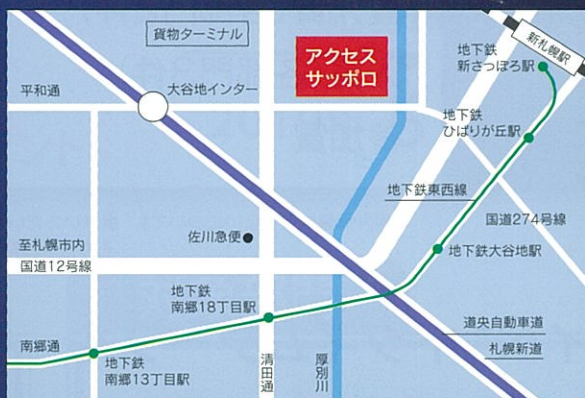 貨物ターミナル
アクセス
サッポロ
新札幌駅
地下鉄
新さっぽろ駅
平和通
大谷地インター
地下鉄
ひばりが丘駅
地下鉄東西線
国道274号線
佐川急便
地下鉄大谷地駅
至札幌市内
国道12号線
地下鉄
南郷18丁目駅
道央自動車道
札幌新道
南郷通
地下鉄
南郷13丁目駅
清田通
厚別川